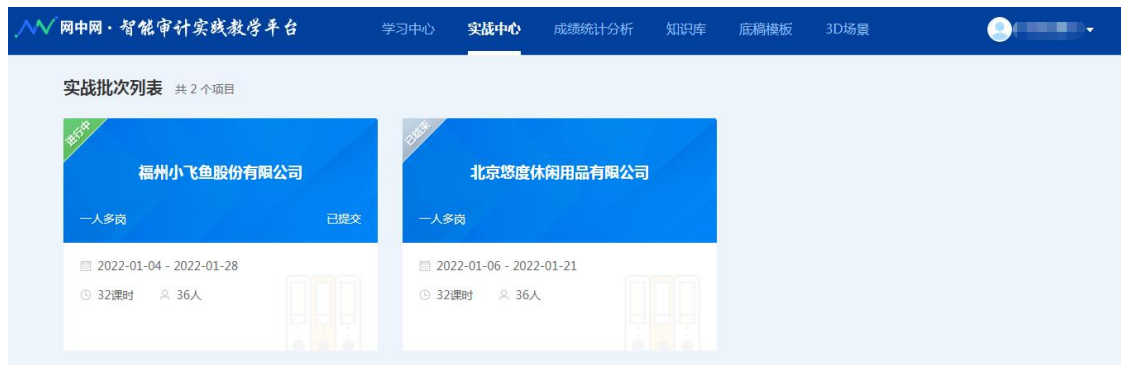 网中网·智能审计实践教学平台 学习中心 实战中心 成绩统计分析 知识库 底稿模板 3D场景
实战批次列表 共 2 个项目
进行中
福州小飞鱼股份有限公司
一人多岗 已提交
2022-01-04 - 2022-01-28
32课时 36人
已结束
北京悠度休闲用品有限公司
一人多岗
2022-01-06 - 2022-01-21
32课时 36人